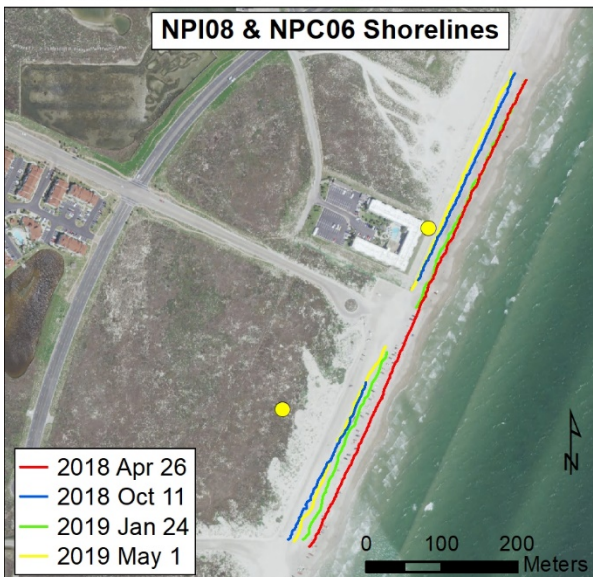 NPI08 & NPC06 Shorelines
2018 Apr 26
2018 Oct 11
2019 Jan 24
2019 May 1
N
0 100 200
Meters